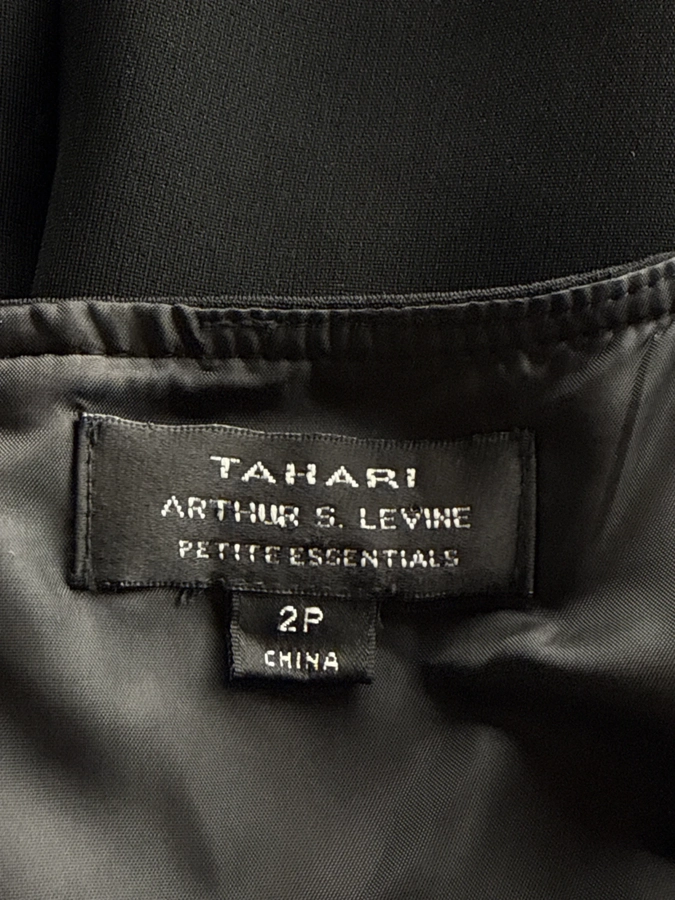 TAHARI
ARTHUR S. LEVINE
PETITE ESSENTIALS
2P
CHINA